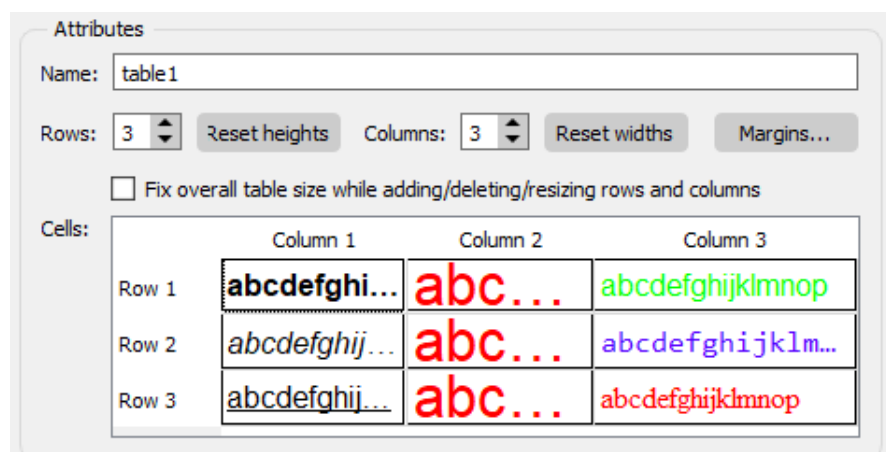 Attributes
Name: table1
Rows: 3 Reset heights Columns: 3 Reset widths Margins...
Fix overall table size while adding/deleting/resizing rows and columns
Cells:
Column 1 Column 2 Column 3
Row 1 abcdefghi... abc... abcdefghijklmnop
Row 2 abcdefghij... abc... abcdefghijklm...
Row 3 abcdefghij... abc... abcdefghijklmnop